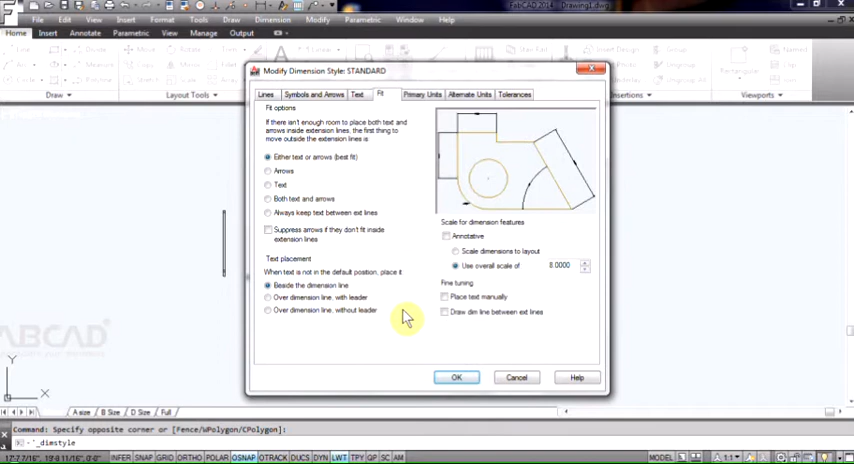 FabCAD 2014 - Drawing1.dwg
Home Insert Annotate Parametric View Manage Output
File Edit View Insert Format Tools Draw Dimension Modify Parametric Window Help
Draw
Layout Tools
Insertions
Viewports
Modify Dimension Style: STANDARD
Lines Symbols and Arrows Text Fit Primary Units Alternate Units Tolerances
Fit options
If there isn't enough room to place both text and
arrows inside extension lines, the first thing to
move outside the extension lines is
Either text or arrows (best fit)
Arrows
Text
Both text and arrows
Always keep text between ext lines
Suppress arrows if they don't fit inside
extension lines
Text placement
When text is not in the default position, place it
Beside the dimension line
Over dimension line, with leader
Over dimension line, without leader
Scale for dimension features
Annotative
Scale dimensions to layout
Use overall scale of 8.0000
Fine tuning
Place text manually
Draw dim line between ext lines
OK Cancel Help
ABCAD
Y
X
A size B Size D Size Full
Command: Specify opposite corner or [Fence/WPolygon/CPolygon]:
'_dimstyle
INFER SNAP GRID ORTHO POLAR OSNAP OTRACK DUCS DYN LWT TPY QP SC AM
MODEL 1:1